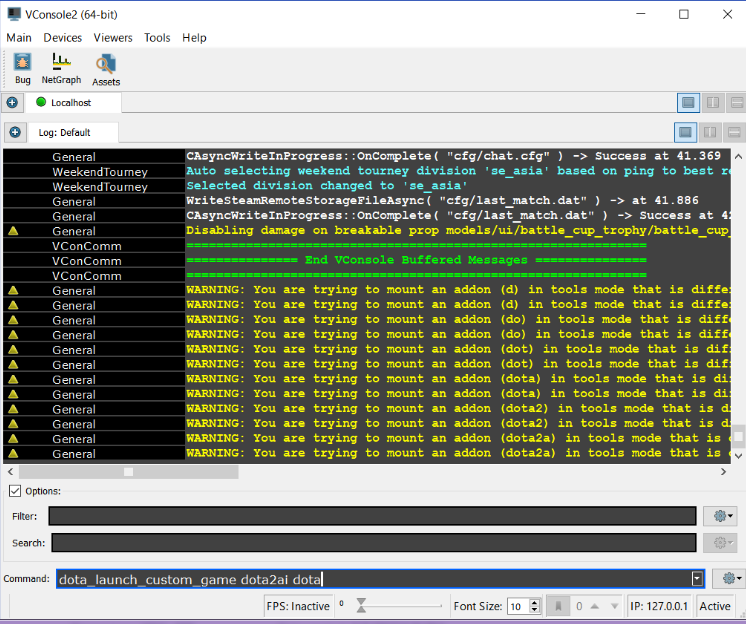 VConsole2 (64-bit)
Main Devices Viewers Tools Help
Bug NetGraph Assets
Localhost
Log: Default
General CAsyncWriteInProgress::OnComplete( "cfg/chat.cfg" ) -> Success at 41.369
WeekendTourney Auto selecting weekend tourney division 'se_asia' based on ping to best
WeekendTourney Selected division changed to 'se_asia'
General WriteSteamRemoteStorageFileAsync( "cfg/last_match.dat" ) -> at 41.886
General CAsyncWriteInProgress::OnComplete( "cfg/last_match.dat" ) -> Success at
General Disabling damage on breakable prop models/ui/battle_cup_trophy/battle_cup_
VConComm =========================================================
VConComm =============== End VConsole Buffered Messages ===============
VConComm =========================================================
General WARNING: You are trying to mount an addon (d) in tools mode that is
General WARNING: You are trying to mount an addon (d) in tools mode that is
General WARNING: You are trying to mount an addon (do) in tools mode that is
General WARNING: You are trying to mount an addon (do) in tools mode that is
General WARNING: You are trying to mount an addon (dot) in tools mode that is
General WARNING: You are trying to mount an addon (dot) in tools mode that is
General WARNING: You are trying to mount an addon (dota) in tools mode that is
General WARNING: You are trying to mount an addon (dota) in tools mode that is
General WARNING: You are trying to mount an addon (dota2) in tools mode that is
General WARNING: You are trying to mount an addon (dota2) in tools mode that is
General WARNING: You are trying to mount an addon (dota2a) in tools mode that is
General WARNING: You are trying to mount an addon (dota2a) in tools mode that is
Options:
Filter:
Search:
Command: dota_launch_custom_game dota2ai dota
FPS: Inactive 0 Font Size: 10 0 IP: 127.0.0.1 Active